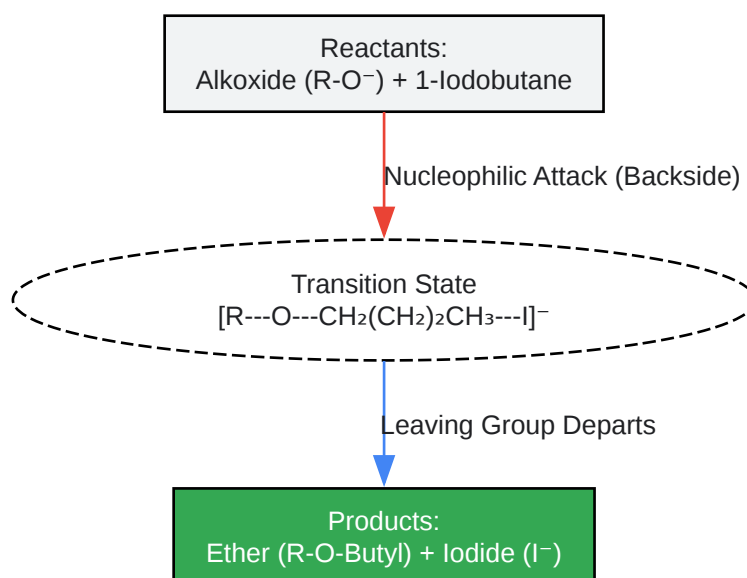 Reactants:
Alkoxide (R-O⁻) + 1-Iodobutane
Nucleophilic Attack (Backside)
Transition State
[R---O---CH₂(CH₂)₂CH₃---I]⁻
Leaving Group Departs
Products:
Ether (R-O-Butyl) + Iodide (I⁻)